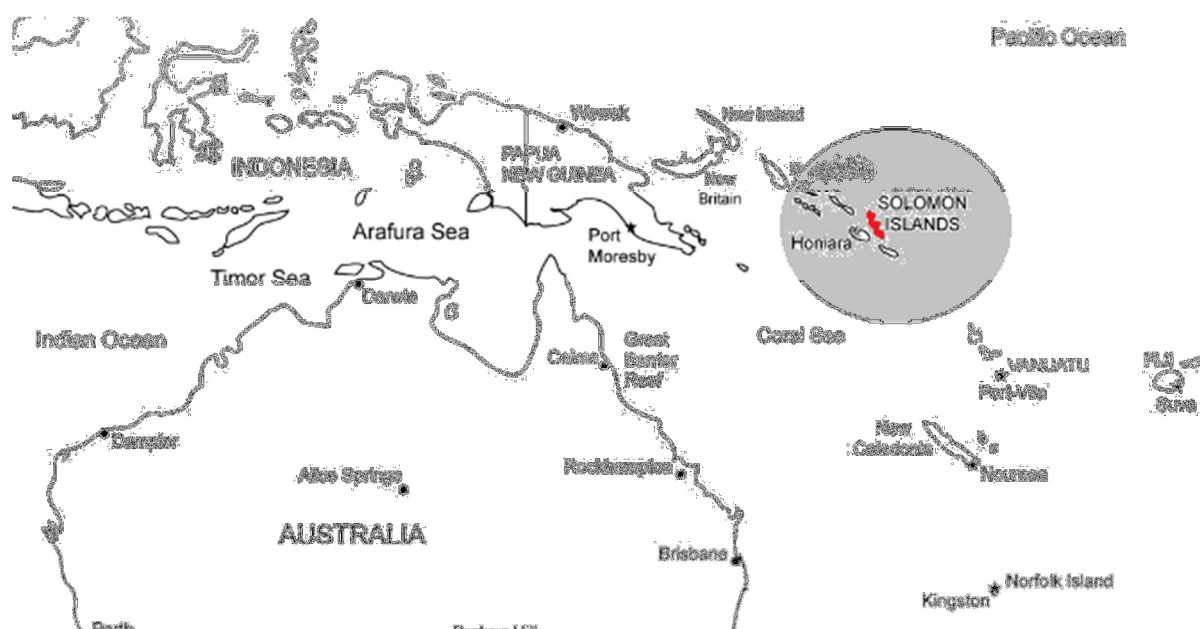 Pacific Ocean
Wewak
New Ireland
INDONESIA
PAPUA
NEW GUINEA
New
Britain
SOLOMON
ISLANDS
Arafura Sea
Port
Moresby
Honiara
Timor Sea
Darwin
Indian Ocean
Coral Sea
Cairns
Great
Barrier
Reef
VANUATU
Port-Vila
FIJI
Suva
Dampier
New
Caledonia
Noumea
Alice Springs
Rockhampton
AUSTRALIA
Brisbane
Norfolk Island
Kingston
Perth